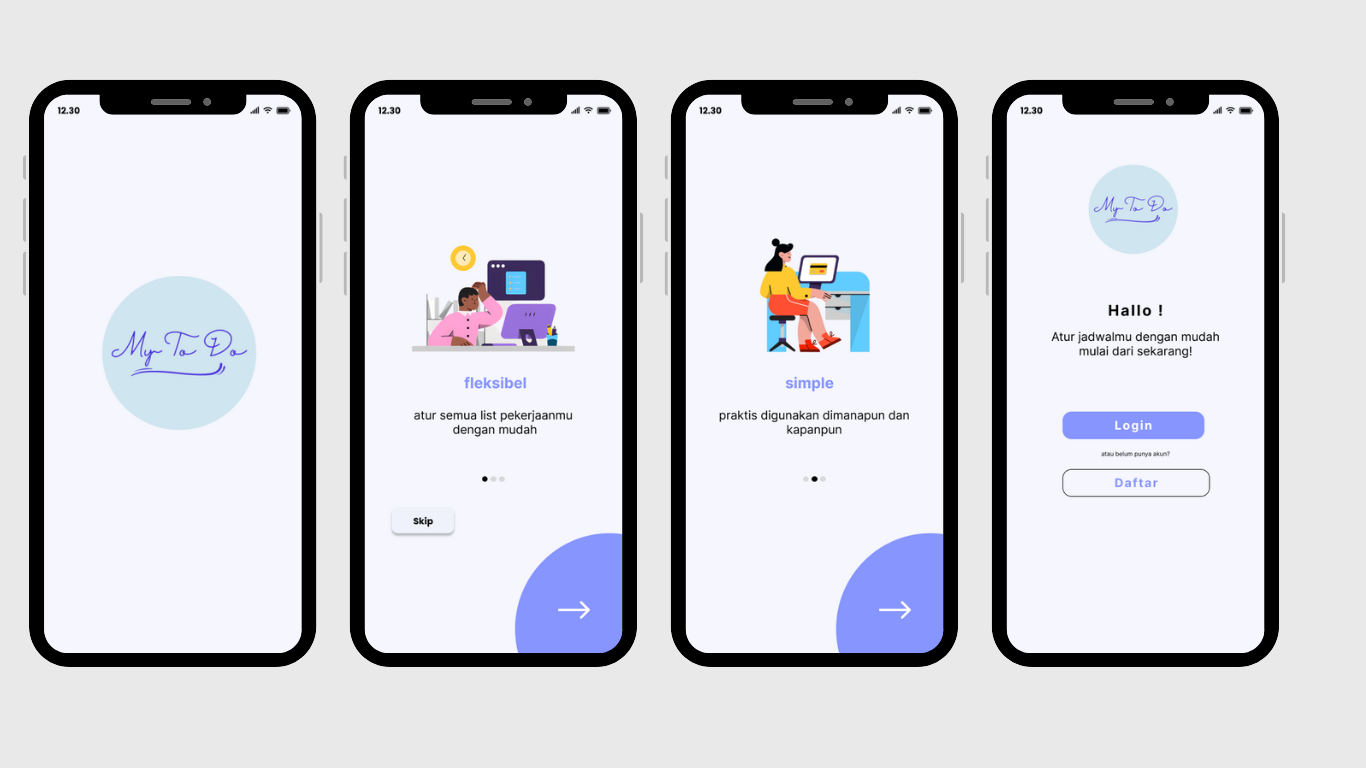 12.30
My To Do
12.30
fleksibel
atur semua list pekerjaanmu
dengan mudah
Skip
12.30
simple
praktis digunakan dimanapun dan
kapanpun
12.30
My To Do
Hallo !
Atur jadwalmu dengan mudah
mulai dari sekarang!
Login
atau belum punya akun?
Daftar